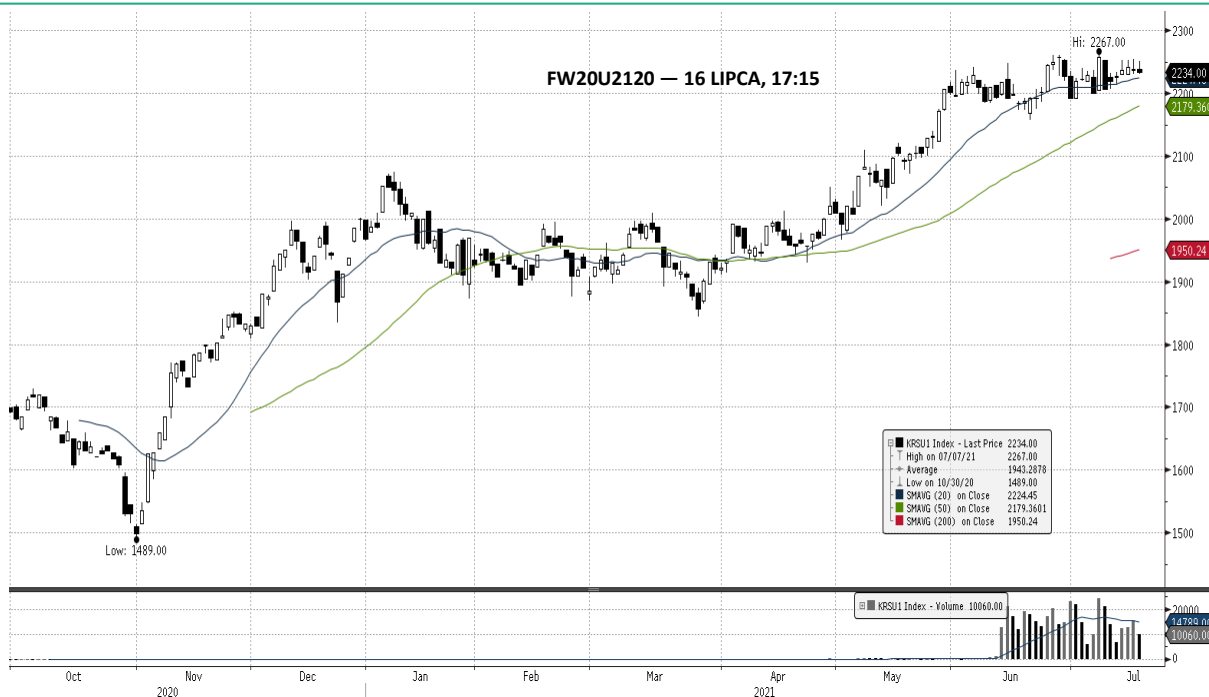 FW20U2120 — 16 LIPCA, 17:15
Hi: 2267.00
Low: 1489.00
2300
2234.00
2200
2179.360
2100
2000
1950.24
1900
1800
1700
1600
1500
KRSU1 Index - Last Price 2234.00
High on 07/07/21 2267.00
Average 1943.2878
Low on 10/30/20 1489.00
SMAVG (20) on Close 2224.45
SMAVG (50) on Close 2179.3601
SMAVG (200) on Close 1950.24
KRSU1 Index - Volume 10060.00
20000
14789.00
10060.00
0
Oct Nov Dec Jan Feb Mar Apr May Jun Jul
2020 2021